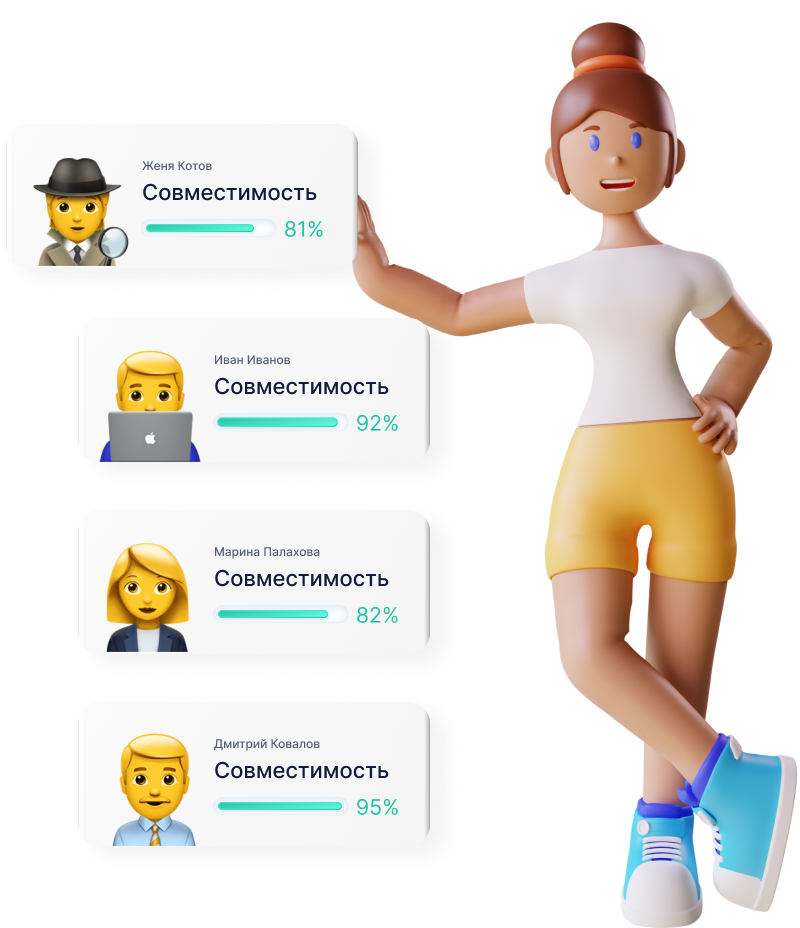 Женя Котов
Совместимость
81%
Иван Иванов
Совместимость
92%
Марина Палахова
Совместимость
82%
Дмитрий Ковалов
Совместимость
95%